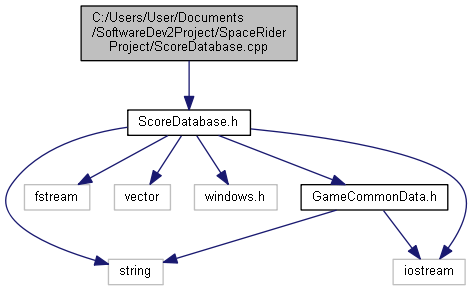 C:/Users/User/Documents
/SoftwareDev2Project/SpaceRider
Project/ScoreDatabase.cpp
ScoreDatabase.h
fstream
vector
windows.h
GameCommonData.h
string
iostream